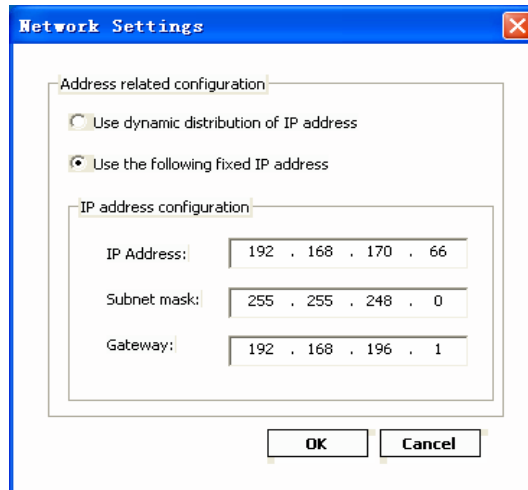 Network Settings
Address related configuration
Use dynamic distribution of IP address
Use the following fixed IP address
IP address configuration
IP Address: 192 . 168 . 170 . 66
Subnet mask: 255 . 255 . 248 . 0
Gateway: 192 . 168 . 196 . 1
OK Cancel